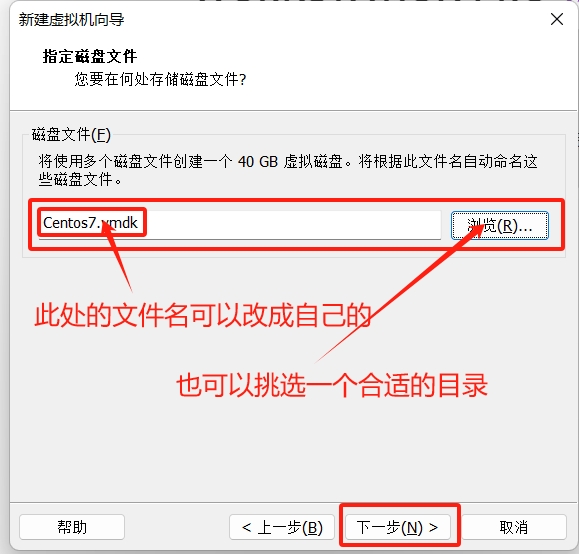 新建虚拟机向导
指定磁盘文件
您要在何处存储磁盘文件?
磁盘文件(F)
将使用多个磁盘文件创建一个 40 GB 虚拟磁盘。将根据此文件名自动命名这
些磁盘文件。
Centos7.vmdk
浏览(R)...
此处的文件名可以改成自己的
也可以挑选一个合适的目录
帮助
< 上一步(B)
下一步(N) >
取消